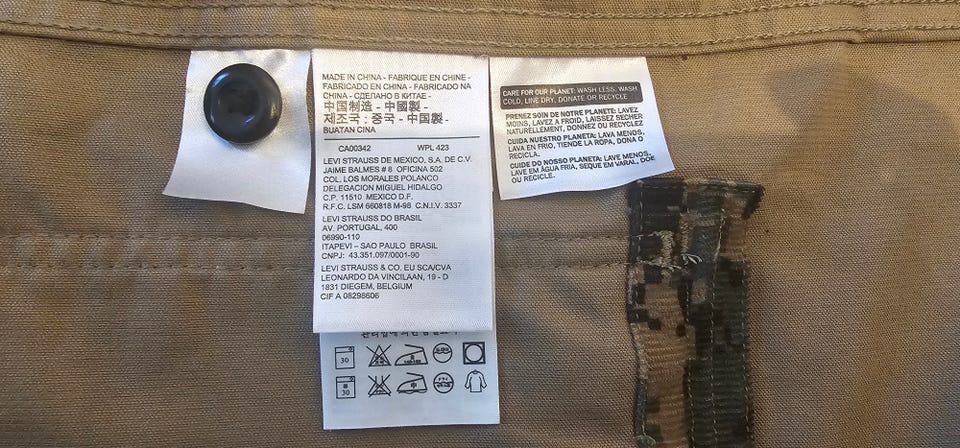 MADE IN CHINA - FABRIQUE EN CHINE -
FABRICADO EN CHINA - FABRICADO NA
CHINA - СДЕЛАНО В КИТАЕ -
中国制造 - 中國製 -
제조국 : 중국 - 中国製 -
BUATAN CINA
CA00342 WPL 423
LEVI STRAUSS DE MEXICO, S.A. DE C.V.
JAIME BALMES # 8 OFICINA 502
COL. LOS MORALES POLANCO
DELEGACION MIGUEL HIDALGO
C.P. 11510 MEXICO D.F.
R.F.C. LSM 660818 M-98 C.N.I.V. 3337
LEVI STRAUSS DO BRASIL
AV. PORTUGAL, 400
06990-110
ITAPEVI – SAO PAULO BRASIL
CNPJ: 43.351.097/0001-90
LEVI STRAUSS & CO. EU SCA/CVA
LEONARDO DA VINCILAAN, 19 - D
1831 DIEGEM, BELGIUM
CIF A 08298606
30
30
中
CARE FOR OUR PLANET: WASH LESS, WASH
COLD, LINE DRY, DONATE OR RECYCLE
PRENEZ SOIN DE NOTRE PLANETE: LAVEZ
MOINS, LAVEZ A FROID, LAISSEZ SECHER
NATURELLEMENT, DONNEZ OU RECYCLEZ
CUIDA NUESTRO PLANETA: LAVA MENOS,
LAVA EN FRIO, TIENDE LA ROPA, DONA O
RECICLA.
CUIDE DO NOSSO PLANETA: LAVE MENOS,
LAVE EM ÁGUA FRIA, SEQUE EM VARAL, DOE
OU RECICLE.